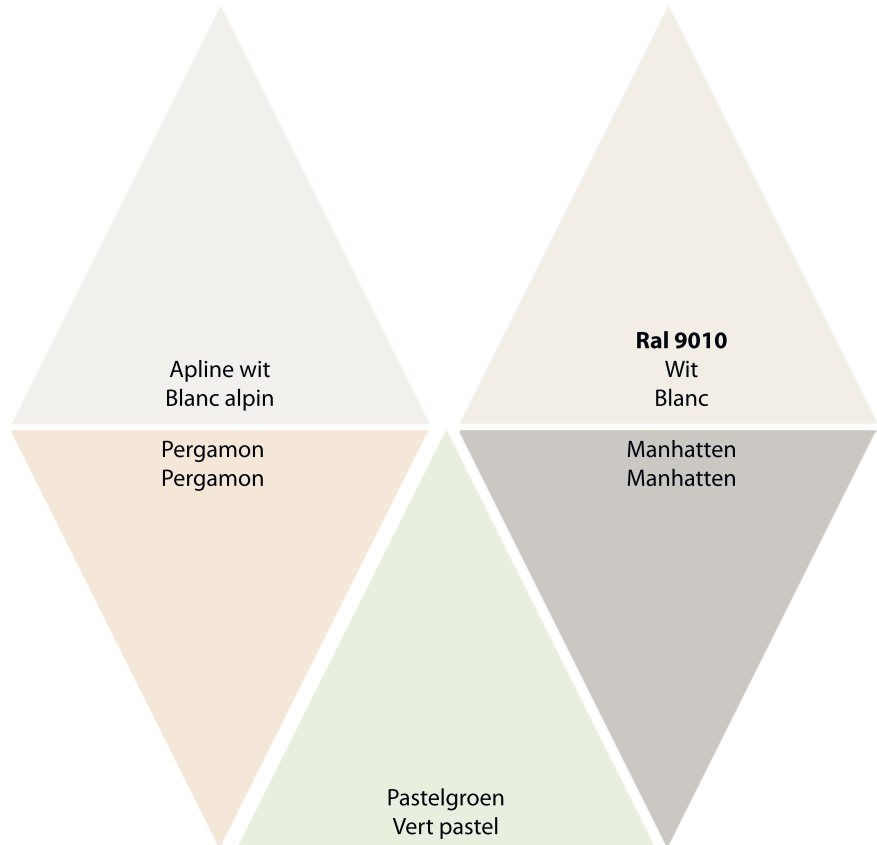 Apline wit
Blanc alpin
Ral 9010
Wit
Blanc
Pergamon
Pergamon
Manhatten
Manhatten
Pastelgroen
Vert pastel